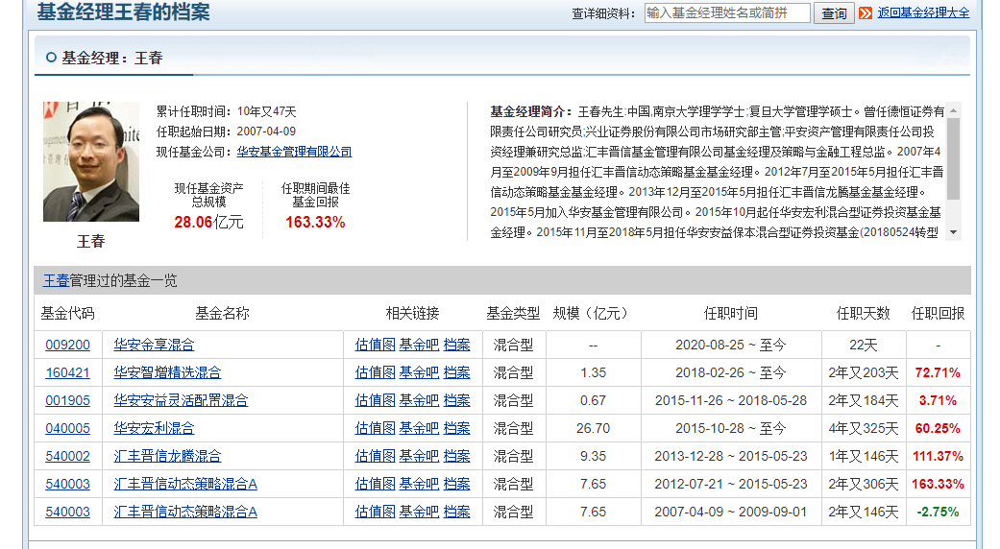 基金经理王春的档案
查详细资料： 输入基金经理姓名或简拼 查询 返回基金经理大全
基金经理：王春
累计任职时间：10年又47天
任职起始日期：2007-04-09
现任基金公司：华安基金管理有限公司
现任基金资产
总规模
28.06亿元
任职期间最佳
基金回报
163.33%
王春
基金经理简介：王春先生:中国,南京大学理学学士;复旦大学管理学硕士。曾任德恒证券有
限责任公司研究员;兴业证券股份有限公司市场研究部主管;平安资产管理有限责任公司投
资经理兼研究总监;汇丰晋信基金管理有限公司基金经理及策略与金融工程总监。2007年4
月至2009年9月担任汇丰晋信动态策略基金基金经理。2012年7月至2015年5月担任汇丰晋
信动态策略基金基金经理。2013年12月至2015年5月担任汇丰晋信龙腾基金基金经理。
2015年5月加入华安基金管理有限公司。2015年10月起任华安宏利混合型证券投资基金基
金经理。2015年11月至2018年5月担任华安安益保本混合型证券投资基金(20180524转型
王春管理过的基金一览
基金代码 基金名称 相关链接 基金类型 规模（亿元） 任职时间 任职天数 任职回报
009200 华安金享混合 估值图 基金吧 档案 混合型 -- 2020-08-25 ~ 至今 22天 -
160421 华安智增精选混合 估值图 基金吧 档案 混合型 1.35 2018-02-26 ~ 至今 2年又203天 72.71%
001905 华安安益灵活配置混合 估值图 基金吧 档案 混合型 0.67 2015-11-26 ~ 2018-05-28 2年又184天 3.71%
040005 华安宏利混合 估值图 基金吧 档案 混合型 26.70 2015-10-28 ~ 至今 4年又325天 60.25%
540002 汇丰晋信龙腾混合 估值图 基金吧 档案 混合型 9.35 2013-12-28 ~ 2015-05-23 1年又146天 111.37%
540003 汇丰晋信动态策略混合A 估值图 基金吧 档案 混合型 7.65 2012-07-21 ~ 2015-05-23 2年又306天 163.33%
540003 汇丰晋信动态策略混合A 估值图 基金吧 档案 混合型 7.65 2007-04-09 ~ 2009-09-01 2年又146天 -2.75%